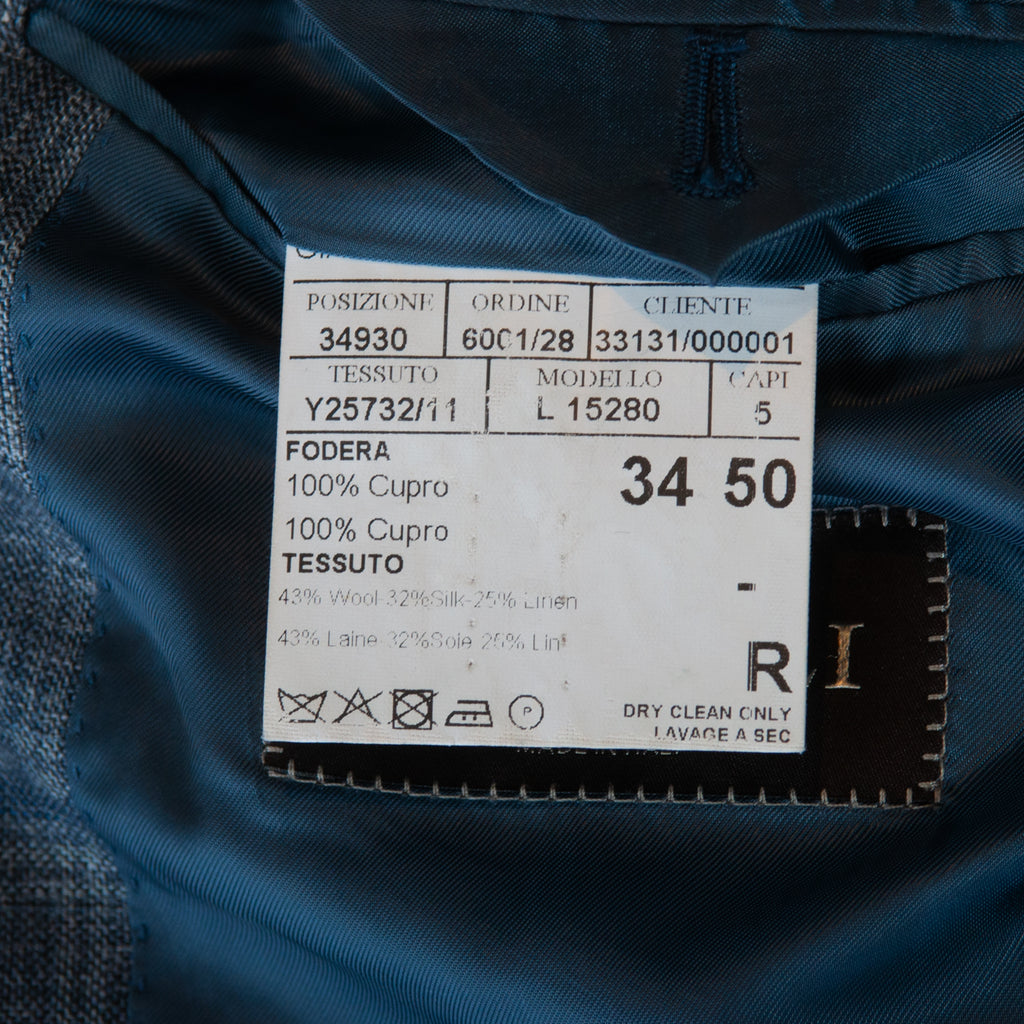 POSIZIONE ORDINE CLIENTE
34930 6001/28 33131/000001
TESSUTO MODELLO CAPI
Y25732/11 L 15280 5
FODERA
100% Cupro 34 50
100% Cupro
TESSUTO
43% Wool-32%Silk-25% Linen -
43% Laine-32%Soie-25% Lin
R
P
DRY CLEAN ONLY
LAVAGE A SEC
I
MADE IN